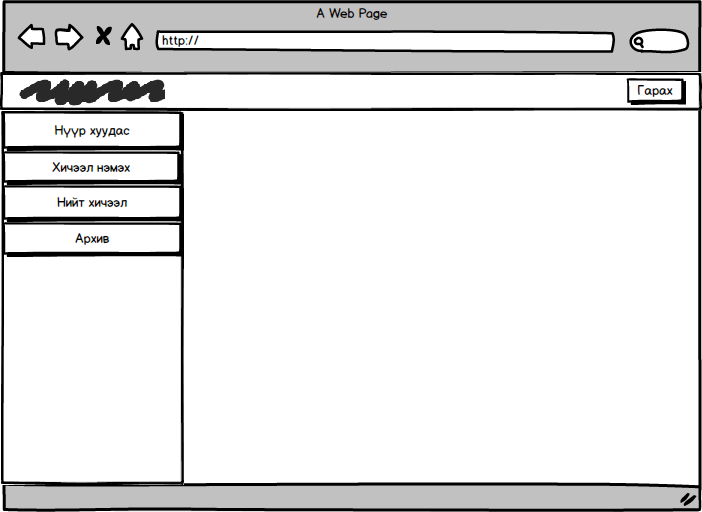 A Web Page
http://
Гарах
Нүүр хуудас
Хичээл нэмэх
Нийт хичээл
Архив